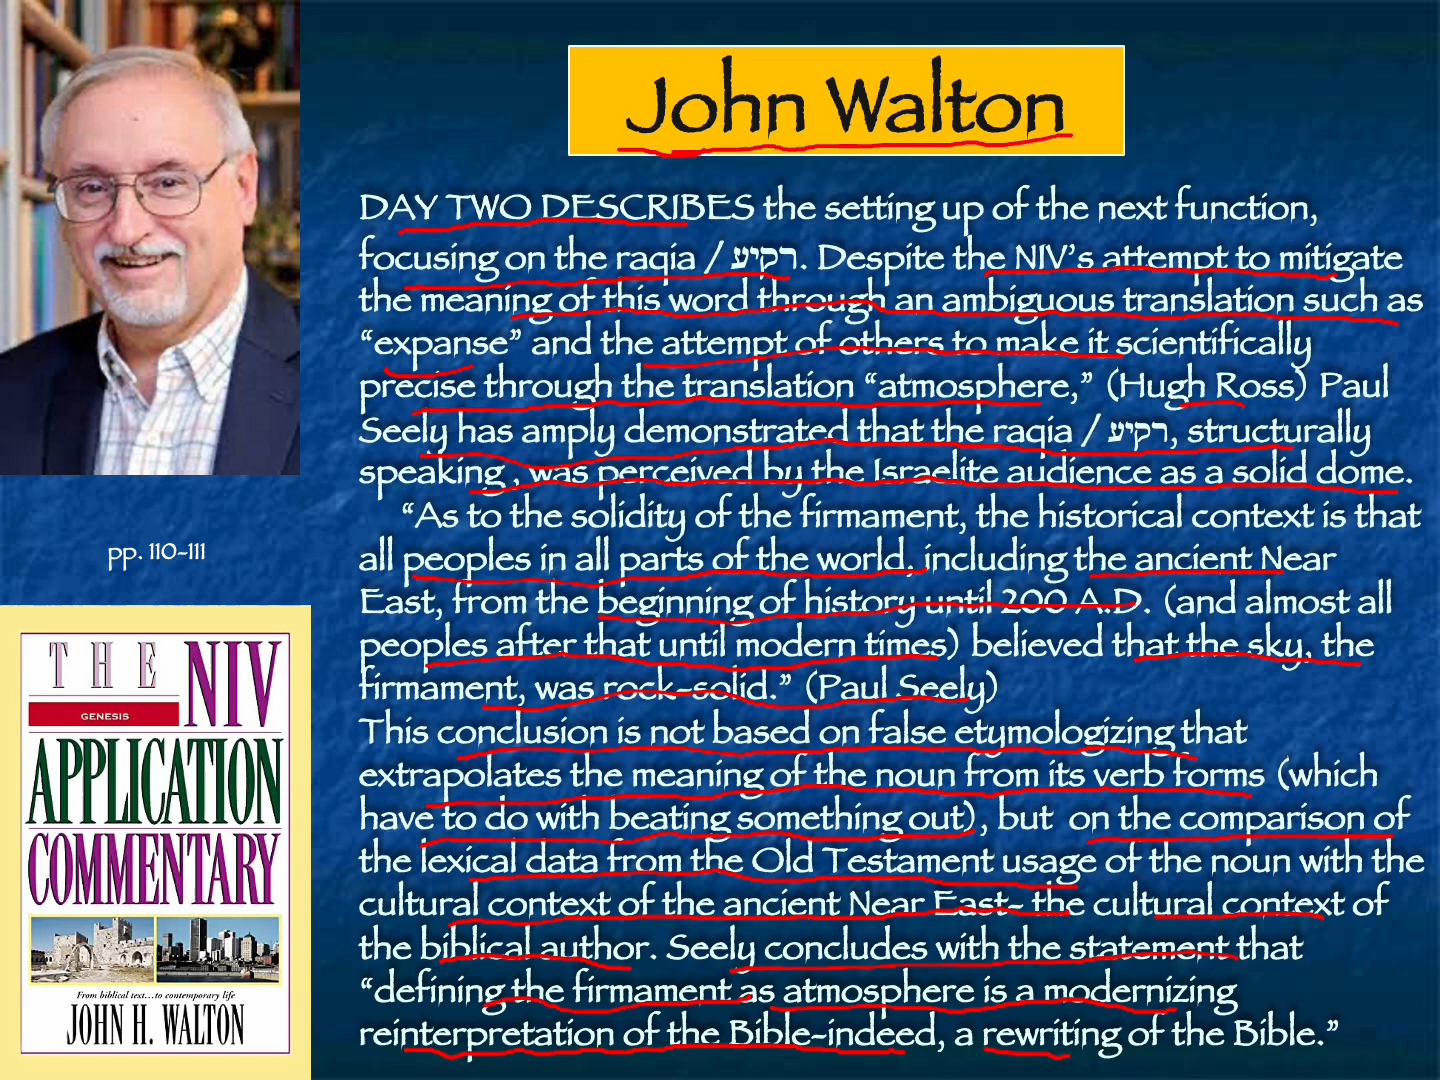 John Walton
DAY TWO DESCRIBES the setting up of the next function,
focusing on the raqia / רקיע. Despite the NIV's attempt to mitigate
the meaning of this word through an ambiguous translation such as
“expanse” and the attempt of others to make it scientifically
precise through the translation “atmosphere,” (Hugh Ross) Paul
Seely has amply demonstrated that the raqia / רקיע, structurally
speaking, was perceived by the Israelite audience as a solid dome.
“As to the solidity of the firmament, the historical context is that
all peoples in all parts of the world, including the ancient Near
East, from the beginning of history until 200 A.D. (and almost all
peoples after that until modern times) believed that the sky, the
firmament, was rock-solid.” (Paul Seely)
This conclusion is not based on false etymologizing that
extrapolates the meaning of the noun from its verb forms (which
have to do with beating something out), but on the comparison of
the lexical data from the Old Testament usage of the noun with the
cultural context of the ancient Near East- the cultural context of
the biblical author. Seely concludes with the statement that
“defining the firmament as atmosphere is a modernizing
reinterpretation of the Bible-indeed, a rewriting of the Bible.”
pp. 110-111
THE NIV
GENESIS
APPLICATION
COMMENTARY
From biblical text...to contemporary life
JOHN H. WALTON